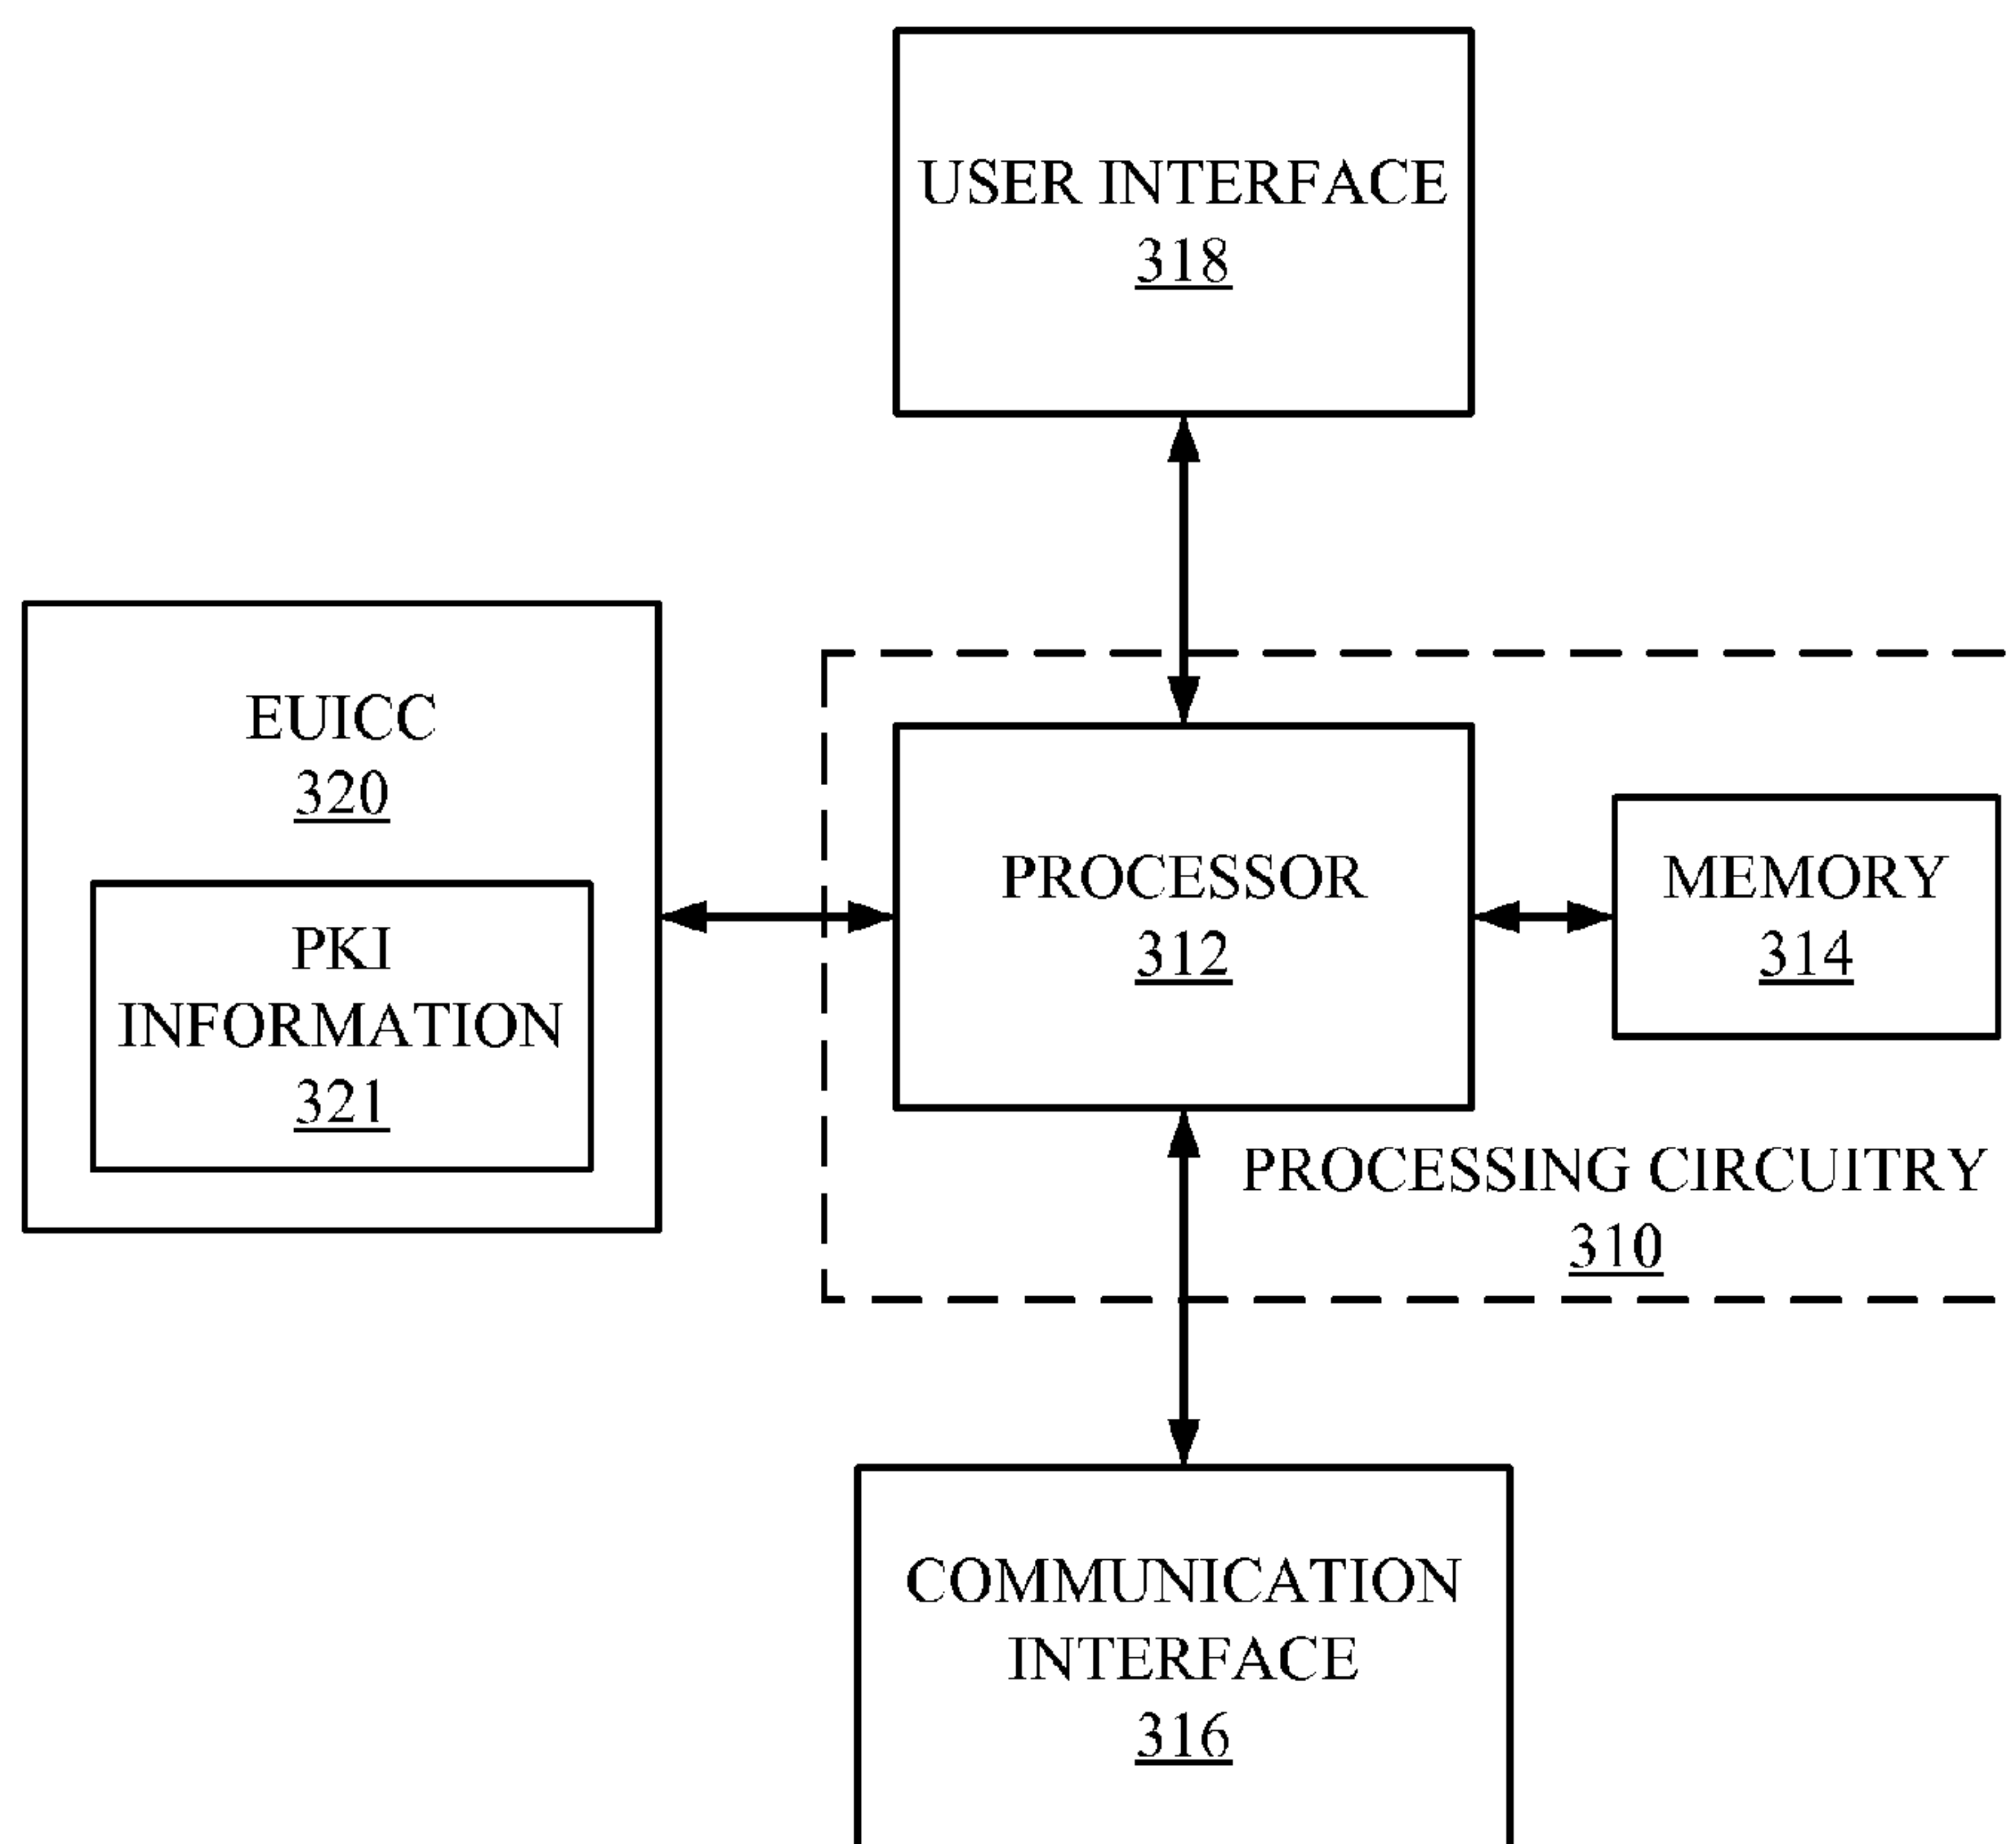 USER INTERFACE
318
EUICC
320
PKI
INFORMATION
321
PROCESSOR
312
MEMORY
314
PROCESSING CIRCUITRY
310
COMMUNICATION
INTERFACE
316